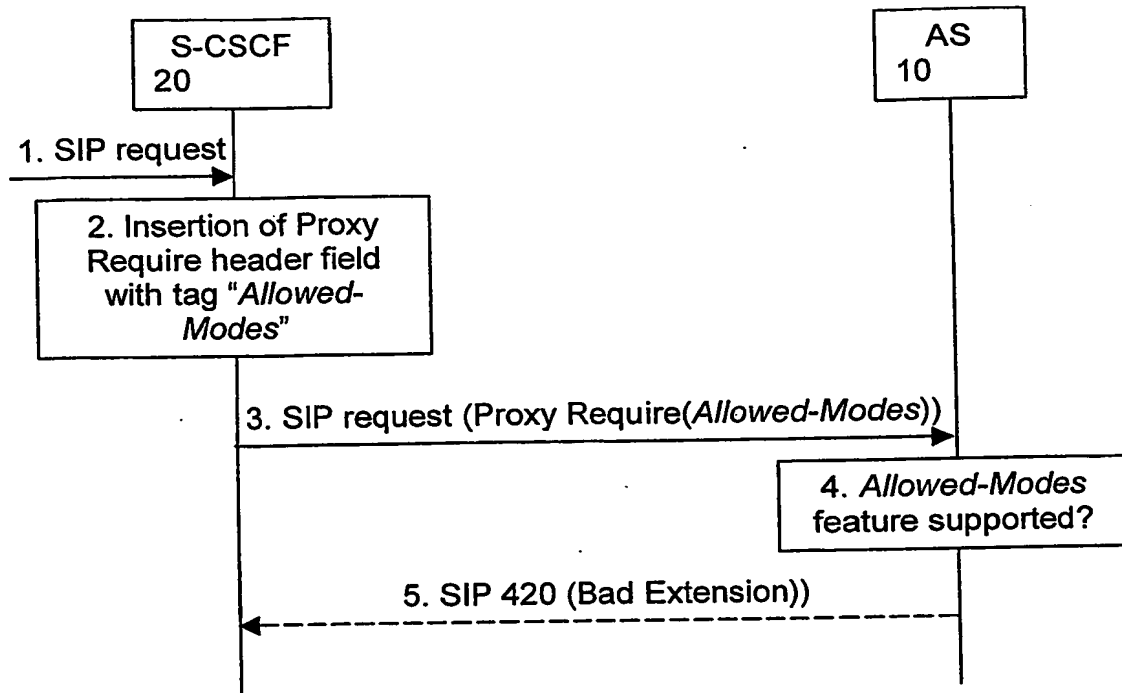 S-CSCF
20
AS
10
1. SIP request
2. Insertion of Proxy
Require header field
with tag “Allowed-
Modes”
3. SIP request (Proxy Require(Allowed-Modes))
4. Allowed-Modes
feature supported?
5. SIP 420 (Bad Extension))